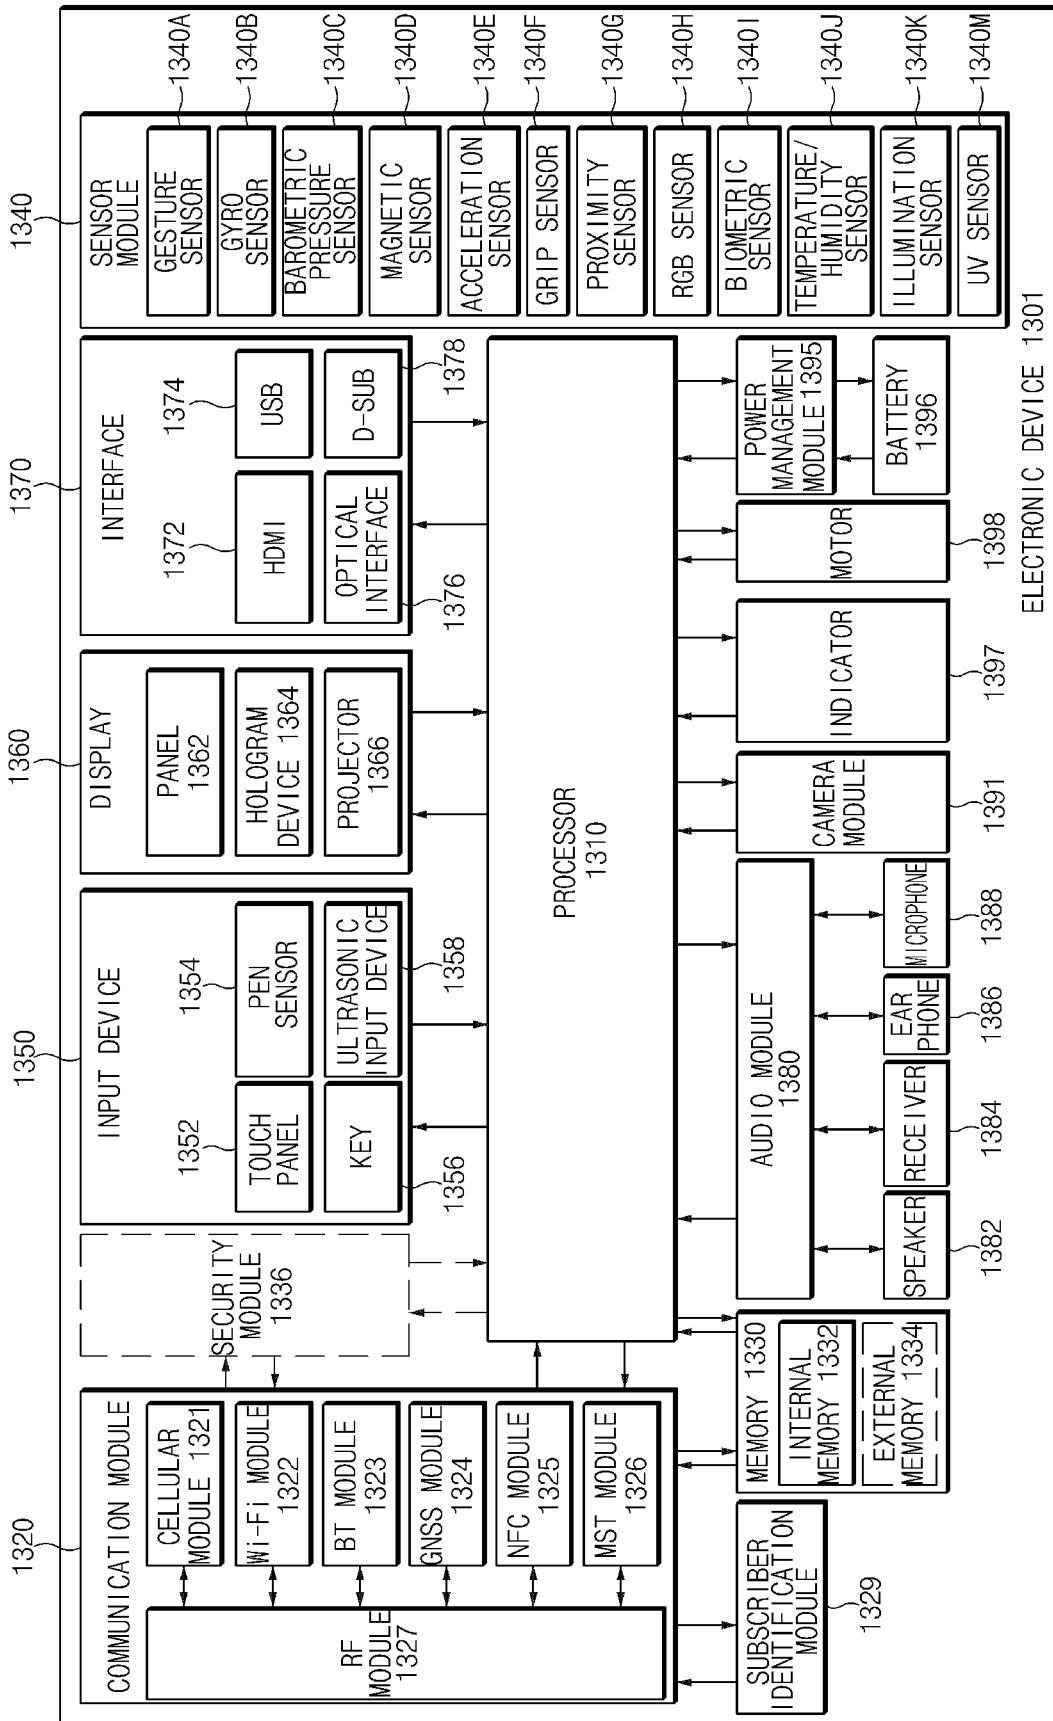 1320
COMMUNICATION MODULE
CELLULAR
MODULE 1321
Wi-Fi MODULE
1322
BT MODULE
1323
GNSS MODULE
1324
NFC MODULE
1325
MST MODULE
1326
RF
MODULE
1327
SECURITY
MODULE
1336
1350
INPUT DEVICE
1352
TOUCH
PANEL
1354
PEN
SENSOR
KEY
1356
ULTRASONIC
INPUT DEVICE
1358
1360
DISPLAY
PANEL
1362
HOLOGRAM
DEVICE 1364
PROJECTOR
1366
1370
INTERFACE
1372
HDMI
1374
USB
OPTICAL
INTERFACE
1376
D-SUB
1378
1340
SENSOR
MODULE
GESTURE
SENSOR
1340A
GYRO
SENSOR
1340B
BAROMETRIC
PRESSURE
SENSOR
1340C
MAGNETIC
SENSOR
1340D
ACCELERATION
SENSOR
1340E
GRIP SENSOR
1340F
PROXIMITY
SENSOR
1340G
RGB SENSOR
1340H
BIOMETRIC
SENSOR
1340I
TEMPERATURE/
HUMIDITY
SENSOR
1340J
ILLUMINATION
SENSOR
1340K
UV SENSOR
1340M
PROCESSOR
1310
SUBSCRIBER
IDENTIFICATION
MODULE
1329
MEMORY 1330
INTERNAL
MEMORY 1332
EXTERNAL
MEMORY 1334
AUDIO MODULE
1380
SPEAKER
1382
RECEIVER
1384
EAR
PHONE
1386
MICROPHONE
1388
CAMERA
MODULE
1391
INDICATOR
1397
MOTOR
1398
POWER
MANAGEMENT
MODULE 1395
BATTERY
1396
ELECTRONIC DEVICE 1301